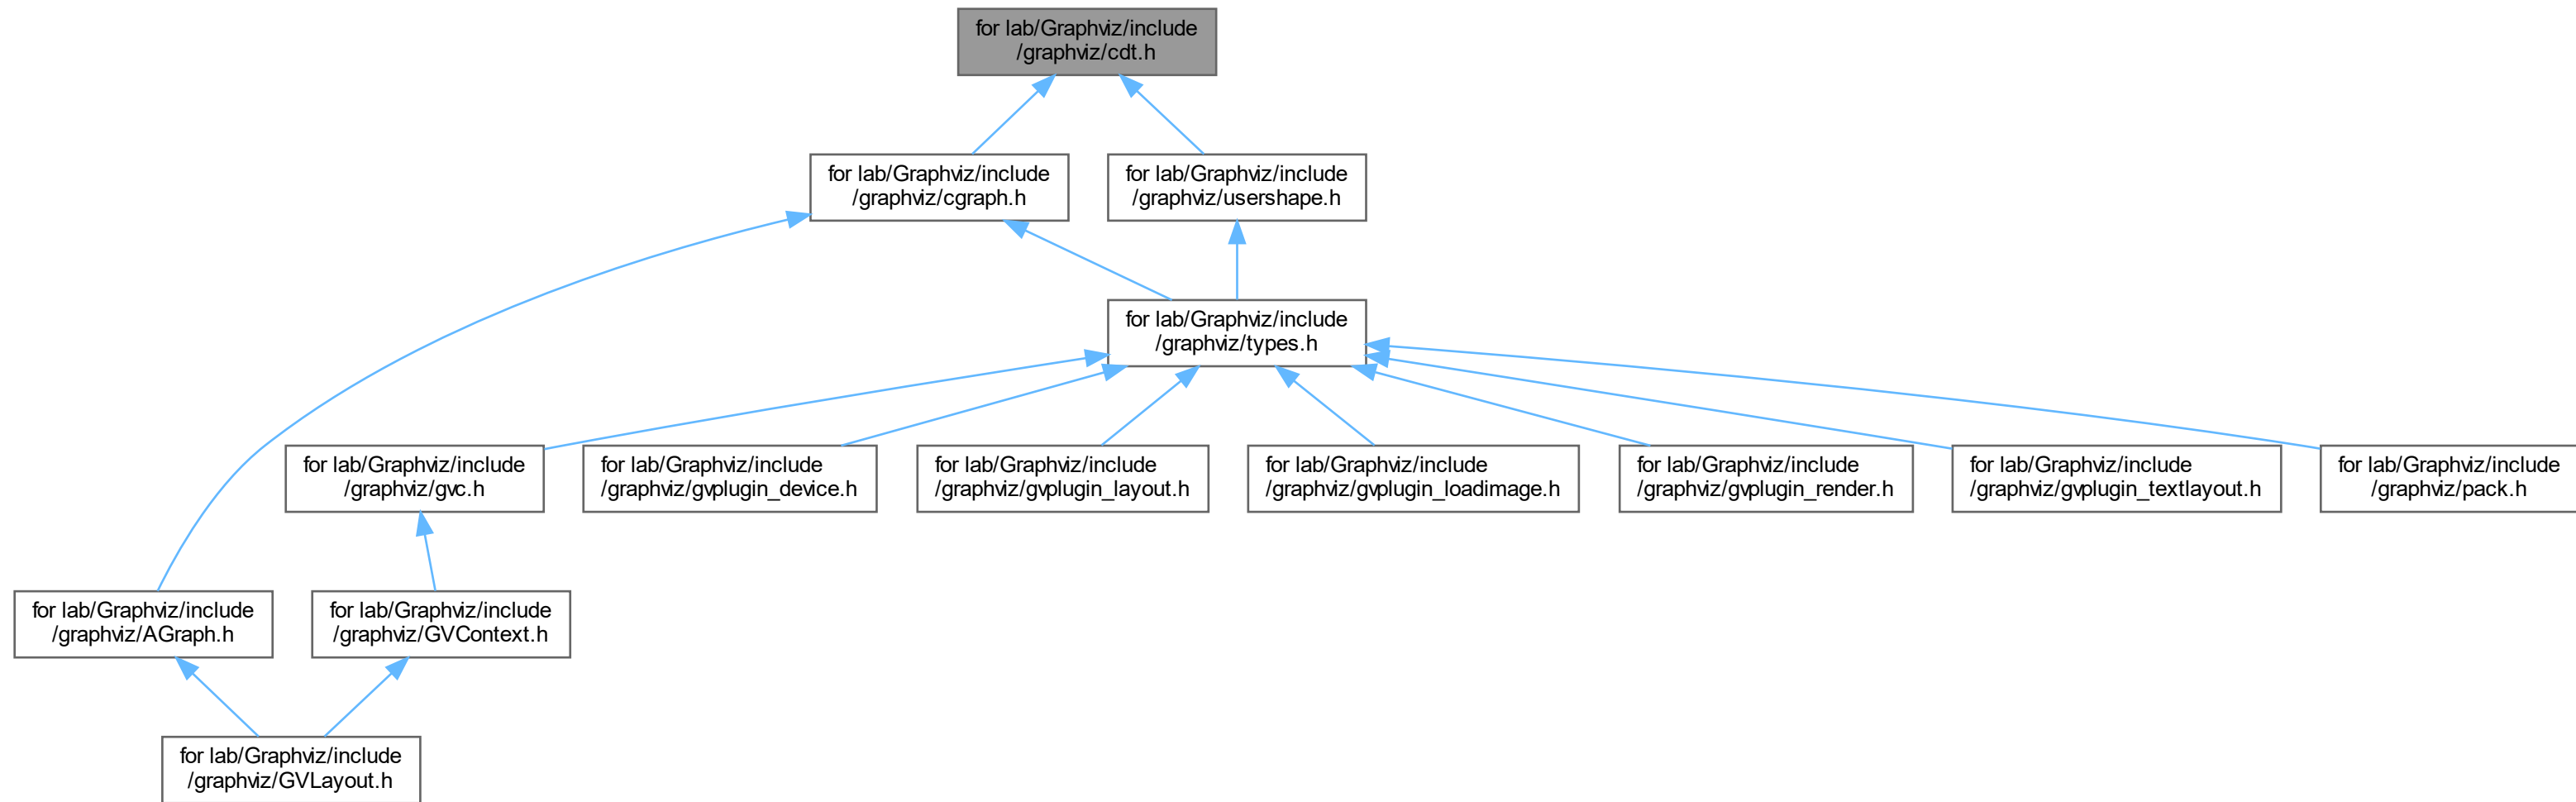 for lab/Graphviz/include
/graphviz/cdt.h
for lab/Graphviz/include
/graphviz/cgraph.h
for lab/Graphviz/include
/graphviz/usershape.h
for lab/Graphviz/include
/graphviz/types.h
for lab/Graphviz/include
/graphviz/gvc.h
for lab/Graphviz/include
/graphviz/gvplugin_device.h
for lab/Graphviz/include
/graphviz/gvplugin_layout.h
for lab/Graphviz/include
/graphviz/gvplugin_loadimage.h
for lab/Graphviz/include
/graphviz/gvplugin_render.h
for lab/Graphviz/include
/graphviz/gvplugin_textlayout.h
for lab/Graphviz/include
/graphviz/pack.h
for lab/Graphviz/include
/graphviz/AGraph.h
for lab/Graphviz/include
/graphviz/GVContext.h
for lab/Graphviz/include
/graphviz/GVLayout.h